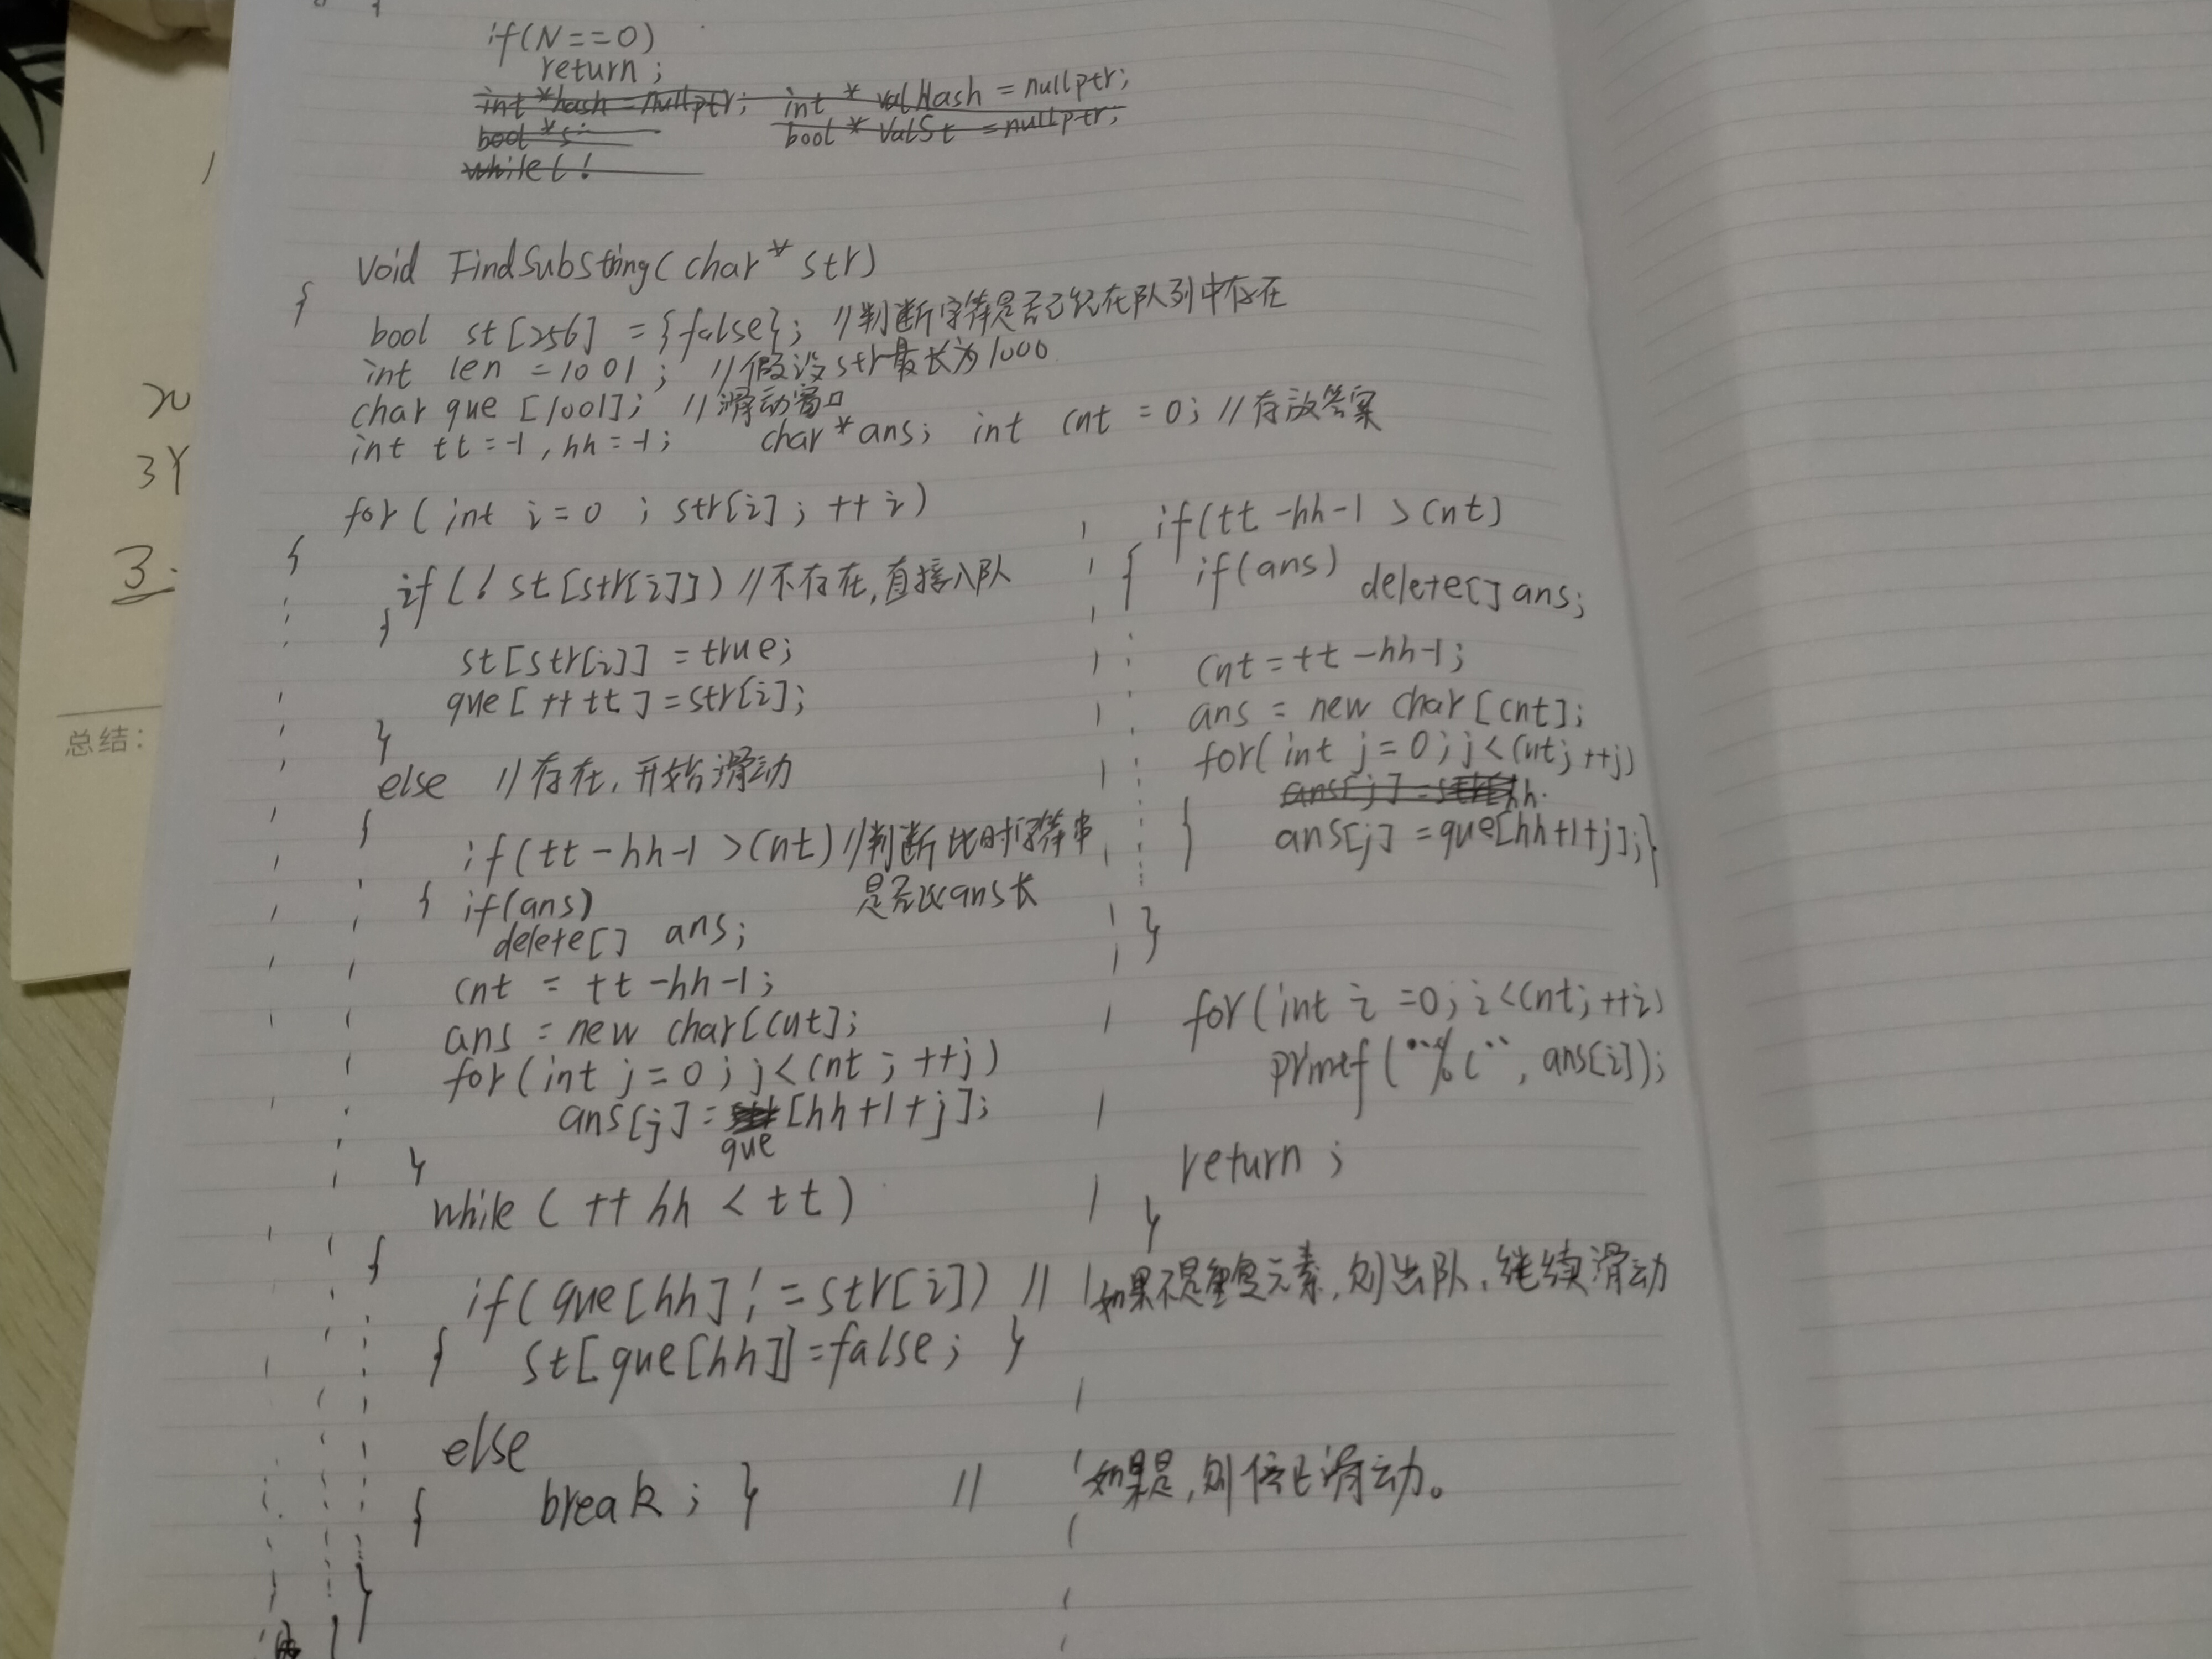 if(N==0)
return;
int *hash = nullptr; int * valHash = nullptr;
bool *s bool * valSt = nullptr;
while(!
void FindSubString(char* str)
{
bool st[256] = {false}; //判断字符是否已经在队列中存在
int len = 1001; //假设str最长为1000
char que [1001]; //滑动窗口
int tt=-1, hh=-1; char* ans; int cnt = 0; //存放答案
for( int i=0 ; str[i]; ++i)
{
if(! st[str[i]]) //不存在,直接入队
{
st[str[i]] = true;
que[++tt] = str[i];
}
else //存在,开始滑动
{
if(tt-hh-1 >cnt) //判断此时字符串
是否比ans长
{ if(ans)
delete[] ans;
cnt = tt-hh-1;
ans = new char[cnt];
for(int j=0; j<cnt; ++j)
ans[j] = que[hh+1+j];
}
while( ++hh < tt)
{
if( que[hh] != str[i]) // 如果不是重复元素,则出队,继续滑动
{ st[que[hh]]=false; }
else
{ break; } // 如果是,则停止滑动。
}
3.
总结:
if(tt-hh-1 >cnt)
{ if(ans) delete[] ans;
cnt = tt-hh-1;
ans = new char[cnt];
for( int j=0; j<cnt; ++j)
{ ans[j] = que[hh+1+j]; }
}
for(int i=0; i<cnt; ++i)
printf("%c", ans[i]);
return ;
}